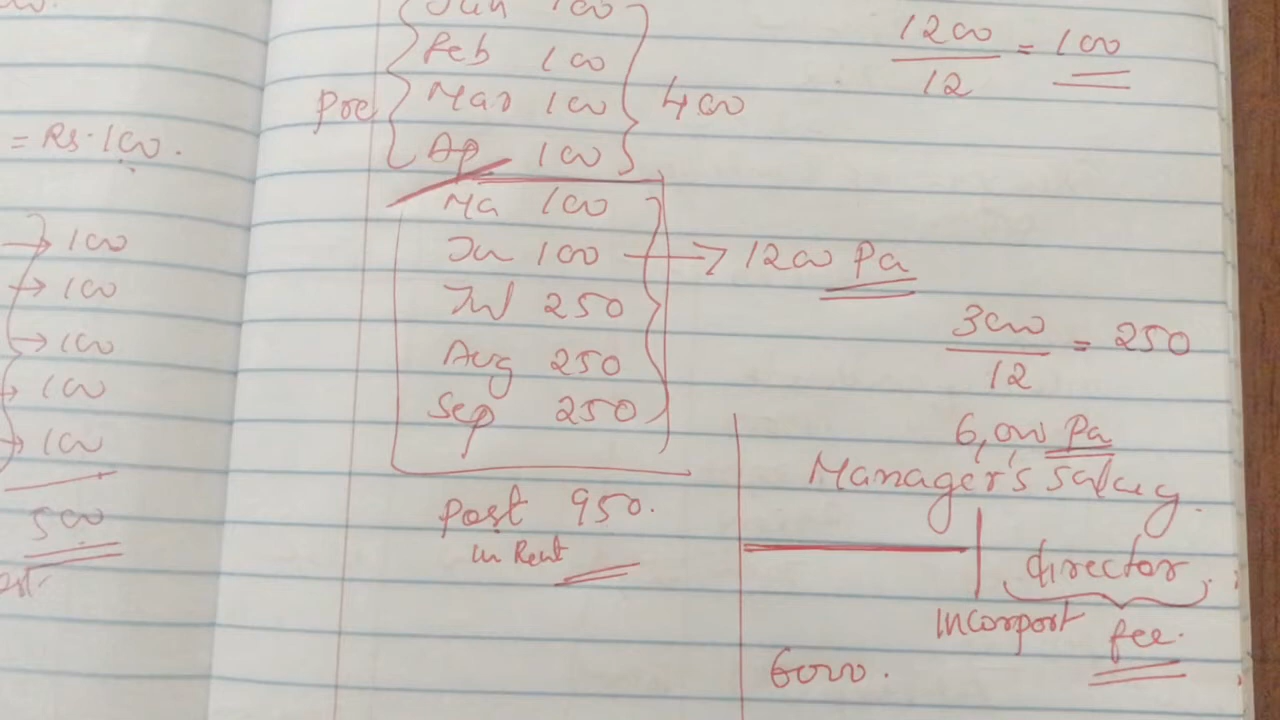 = Rs. 100.
→ 100
→ 100
→ 100
→ 100
→ 100
500
Jan 100
Feb 100
Mar 100
Ap 100
Pre
400
Ma 100
Ju 100 → 1200 Pa
Jul 250
Aug 250
Sep 250
Post 950.
in Rent
1200
12
= 100
3000
12
= 250
6,000 Pa
Manager's Salary.
director.
Incorport
fee.
6000.